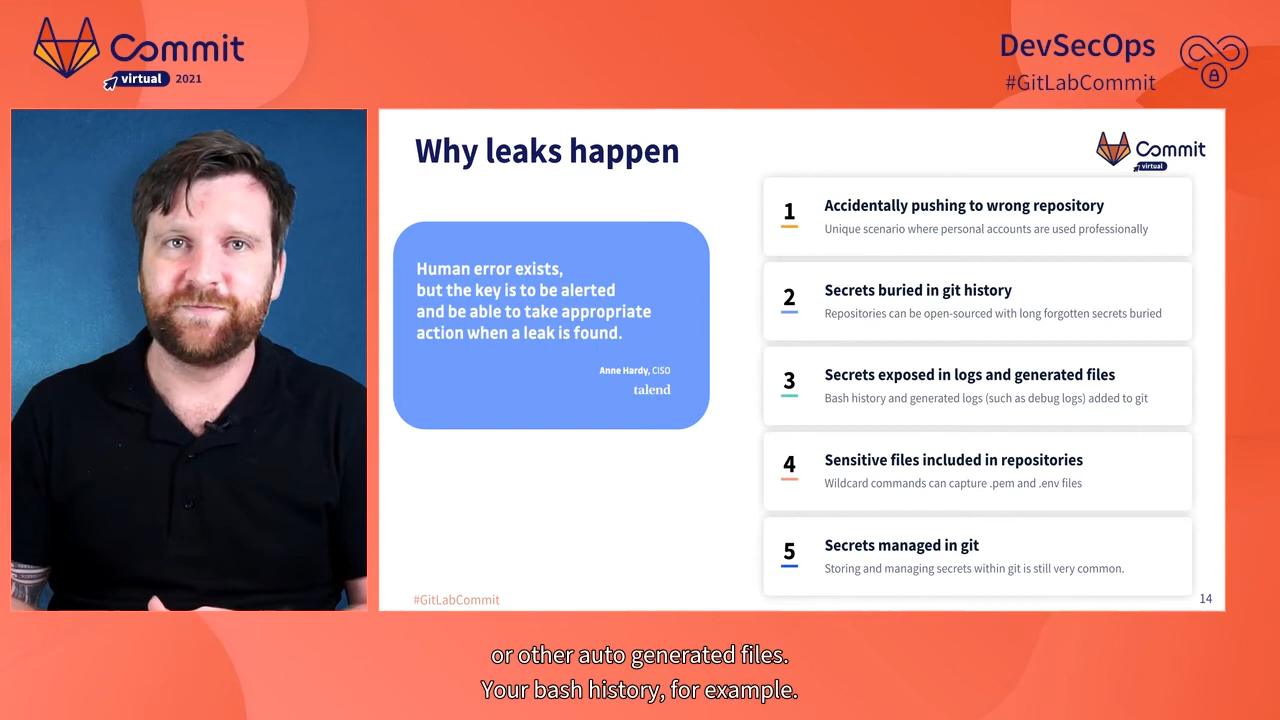 Commit
virtual 2021
DevSecOps
#GitLabCommit
Why leaks happen
Commit
virtual
Human error exists,
but the key is to be alerted
and be able to take appropriate
action when a leak is found.
Anne Hardy, CISO
talend
1
Accidentally pushing to wrong repository
Unique scenario where personal accounts are used professionally
2
Secrets buried in git history
Repositories can be open-sourced with long forgotten secrets buried
3
Secrets exposed in logs and generated files
Bash history and generated logs (such as debug logs) added to git
4
Sensitive files included in repositories
Wildcard commands can capture .pem and .env files
5
Secrets managed in git
Storing and managing secrets within git is still very common.
#GitLabCommit
14
or other auto generated files.
Your bash history, for example.